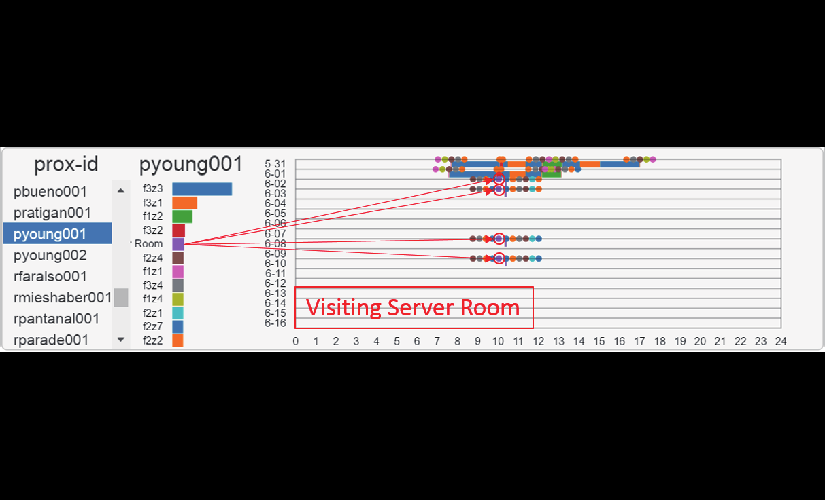 prox-id
pbueno001
pratigan001
pyoung001
pyoung002
rfaralso001
rmieshaber001
rpantanal001
rparade001
pyoung001
f3z3
f3z1
f1z2
f3z2
Room
f2z4
f1z1
f3z4
f1z4
f2z1
f2z7
f2z2
5-31
6-01
6-02
6-03
6-04
6-05
6-06
6-07
6-08
6-09
6-10
6-11
6-12
6-13
6-14
6-15
6-16
Visiting Server Room
0 1 2 3 4 5 6 7 8 9 10 11 12 13 14 15 16 17 18 19 20 21 22 23 24